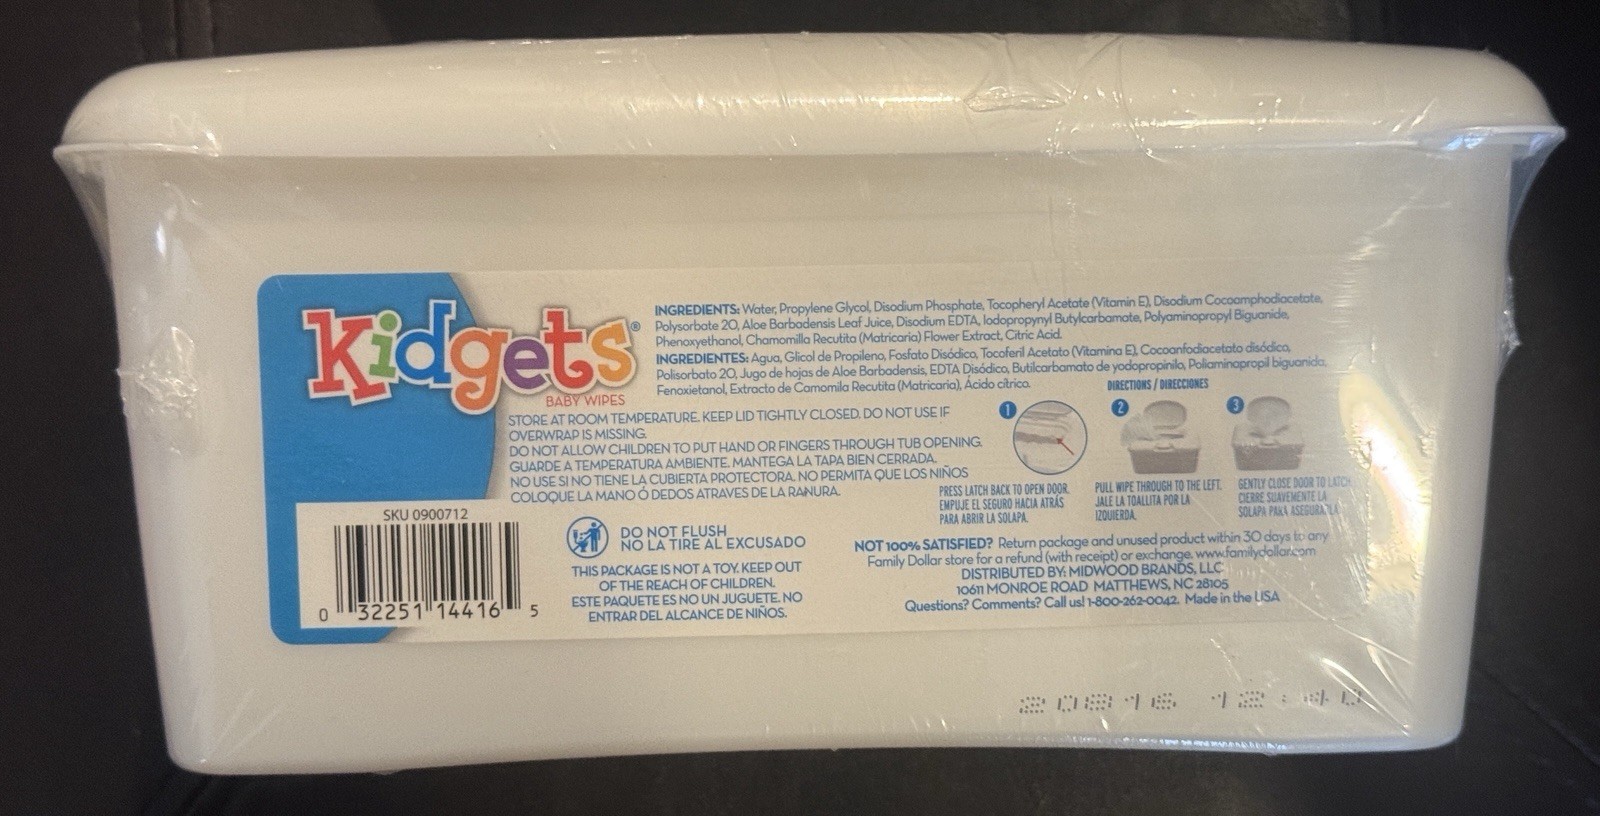 Kidgets®
BABY WIPES
INGREDIENTS: Water, Propylene Glycol, Disodium Phosphate, Tocopheryl Acetate (Vitamin E), Disodium Cocoamphodiacetate,
Polysorbate 20, Aloe Barbadensis Leaf Juice, Disodium EDTA, Iodopropynyl Butylcarbamate, Polyaminopropyl Biguanide,
Phenoxyethanol, Chamomilla Recutita (Matricaria) Flower Extract, Citric Acid.
INGREDIENTES: Agua, Glicol de Propileno, Fosfato Disódico, Tocoferil Acetato (Vitamina E), Cocoanfodiacetato disódico,
Polisorbato 20, Jugo de hojas de Aloe Barbadensis, EDTA Disódico, Butilcarbamato de yodopropinilo, Poliaminopropil biguanida,
Fenoxietanol, Extracto de Camomila Recutita (Matricaria), Ácido cítrico.
STORE AT ROOM TEMPERATURE. KEEP LID TIGHTLY CLOSED. DO NOT USE IF
OVERWRAP IS MISSING.
DO NOT ALLOW CHILDREN TO PUT HAND OR FINGERS THROUGH TUB OPENING.
GUARDE A TEMPERATURA AMBIENTE. MANTEGA LA TAPA BIEN CERRADA.
NO USE SI NO TIENE LA CUBIERTA PROTECTORA. NO PERMITA QUE LOS NIÑOS
COLOQUE LA MANO Ó DEDOS ATRAVES DE LA RANURA.
DIRECTIONS / DIRECCIONES
1
PRESS LATCH BACK TO OPEN DOOR.
EMPUJE EL SEGURO HACIA ATRÁS
PARA ABRIR LA SOLAPA.
2
PULL WIPE THROUGH TO THE LEFT.
JALE LA TOALLITA POR LA
IZQUIERDA.
3
GENTLY CLOSE DOOR TO LATCH.
CIERRE SUAVEMENTE LA
SOLAPA PARA ASEGURARLA.
SKU 0900712
0 32251 14416 5
DO NOT FLUSH
NO LA TIRE AL EXCUSADO
THIS PACKAGE IS NOT A TOY. KEEP OUT
OF THE REACH OF CHILDREN.
ESTE PAQUETE ES NO UN JUGUETE. NO
ENTRAR DEL ALCANCE DE NIÑOS.
NOT 100% SATISFIED? Return package and unused product within 30 days to any
Family Dollar store for a refund (with receipt) or exchange. www.familydollar.com
DISTRIBUTED BY: MIDWOOD BRANDS, LLC
10611 MONROE ROAD MATTHEWS, NC 28105
Questions? Comments? Call us! 1-800-262-0042. Made in the USA
20816 12:40